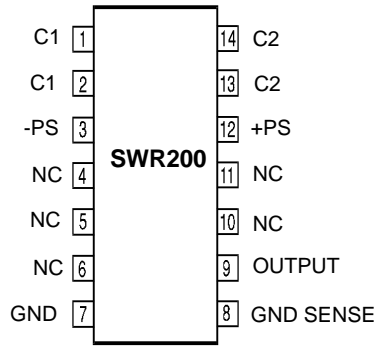 C1 1 14 C2
C1 2 13 C2
-PS 3 12 +PS
SWR200
NC 4 11 NC
NC 5 10 NC
NC 6 9 OUTPUT
GND 7 8 GND SENSE